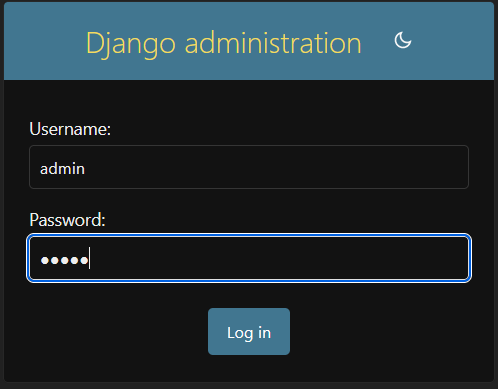 Django administration
Username:
admin
Password:
●●●●●
Log in